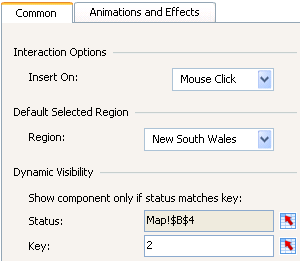 Common Animations and Effects
Interaction Options
Insert On: Mouse Click
Default Selected Region
Region: New South Wales
Dynamic Visibility
Show component only if status matches key:
Status: Map!$B$4
Key: 2